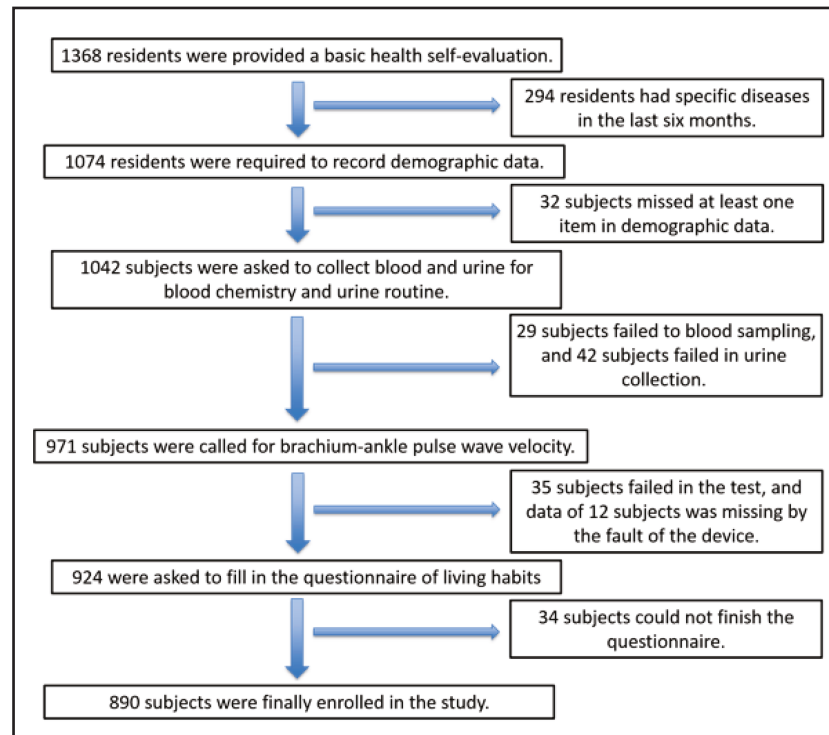 1368 residents were provided a basic health self-evaluation.
294 residents had specific diseases
in the last six months.
1074 residents were required to record demographic data.
32 subjects missed at least one
item in demographic data.
1042 subjects were asked to collect blood and urine for
blood chemistry and urine routine.
29 subjects failed to blood sampling,
and 42 subjects failed in urine
collection.
971 subjects were called for brachium-ankle pulse wave velocity.
35 subjects failed in the test, and
data of 12 subjects was missing by
the fault of the device.
924 were asked to fill in the questionnaire of living habits
34 subjects could not finish the
questionnaire.
890 subjects were finally enrolled in the study.